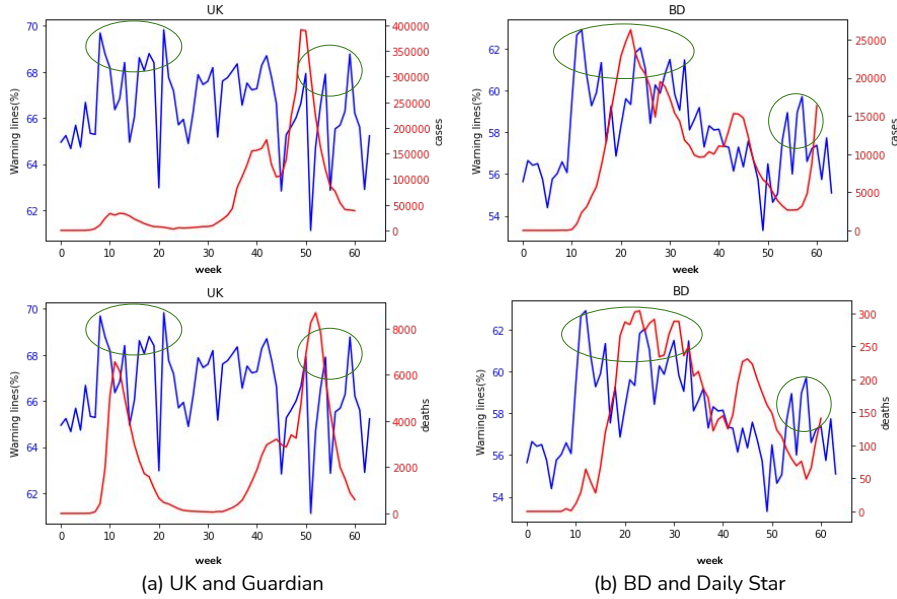 UK
70
68
66
64
62
Warning lines(%)
400000
350000
300000
250000
200000
150000
100000
50000
0
cases
0 10 20 30 40 50 60
week
BD
62
60
58
56
54
Warning lines(%)
25000
20000
15000
10000
5000
0
cases
0 10 20 30 40 50 60
week
UK
70
68
66
64
62
Warning lines(%)
8000
6000
4000
2000
0
deaths
0 10 20 30 40 50 60
week
BD
62
60
58
56
54
Warning lines(%)
300
250
200
150
100
50
0
deaths
0 10 20 30 40 50 60
week
(a) UK and Guardian
(b) BD and Daily Star